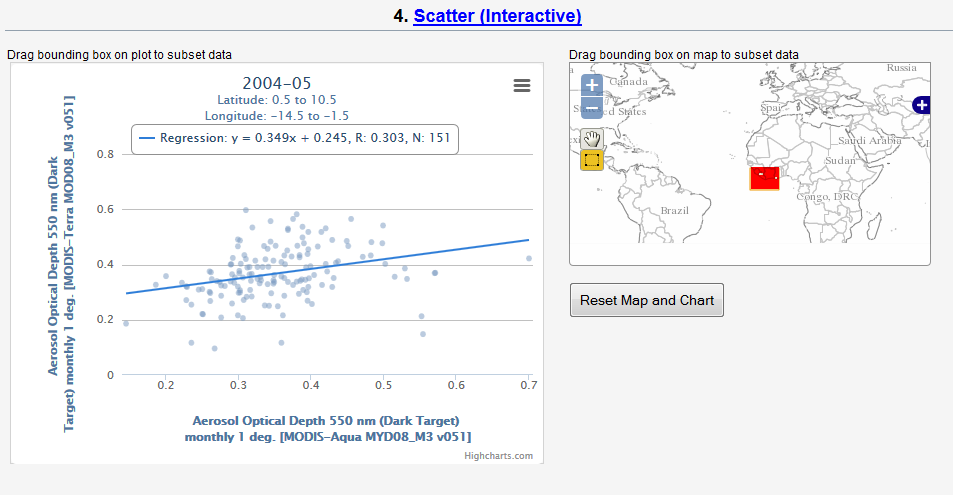 4. Scatter (Interactive)
Drag bounding box on plot to subset data
Drag bounding box on map to subset data
2004-05
Latitude: 0.5 to 10.5
Longitude: -14.5 to -1.5
Regression: y = 0.349x + 0.245, R: 0.303, N: 151
Aerosol Optical Depth 550 nm (Dark
Target) monthly 1 deg. [MODIS-Terra MOD08_M3 v051]
0.8
0.6
0.4
0.2
0
0.2 0.3 0.4 0.5 0.6 0.7
Aerosol Optical Depth 550 nm (Dark Target)
monthly 1 deg. [MODIS-Aqua MYD08_M3 v051]
Highcharts.com
Russia
Canada
ed States
Spai
Saudi Arabia
Sudan
Congo, DRC
Brazil
Reset Map and Chart